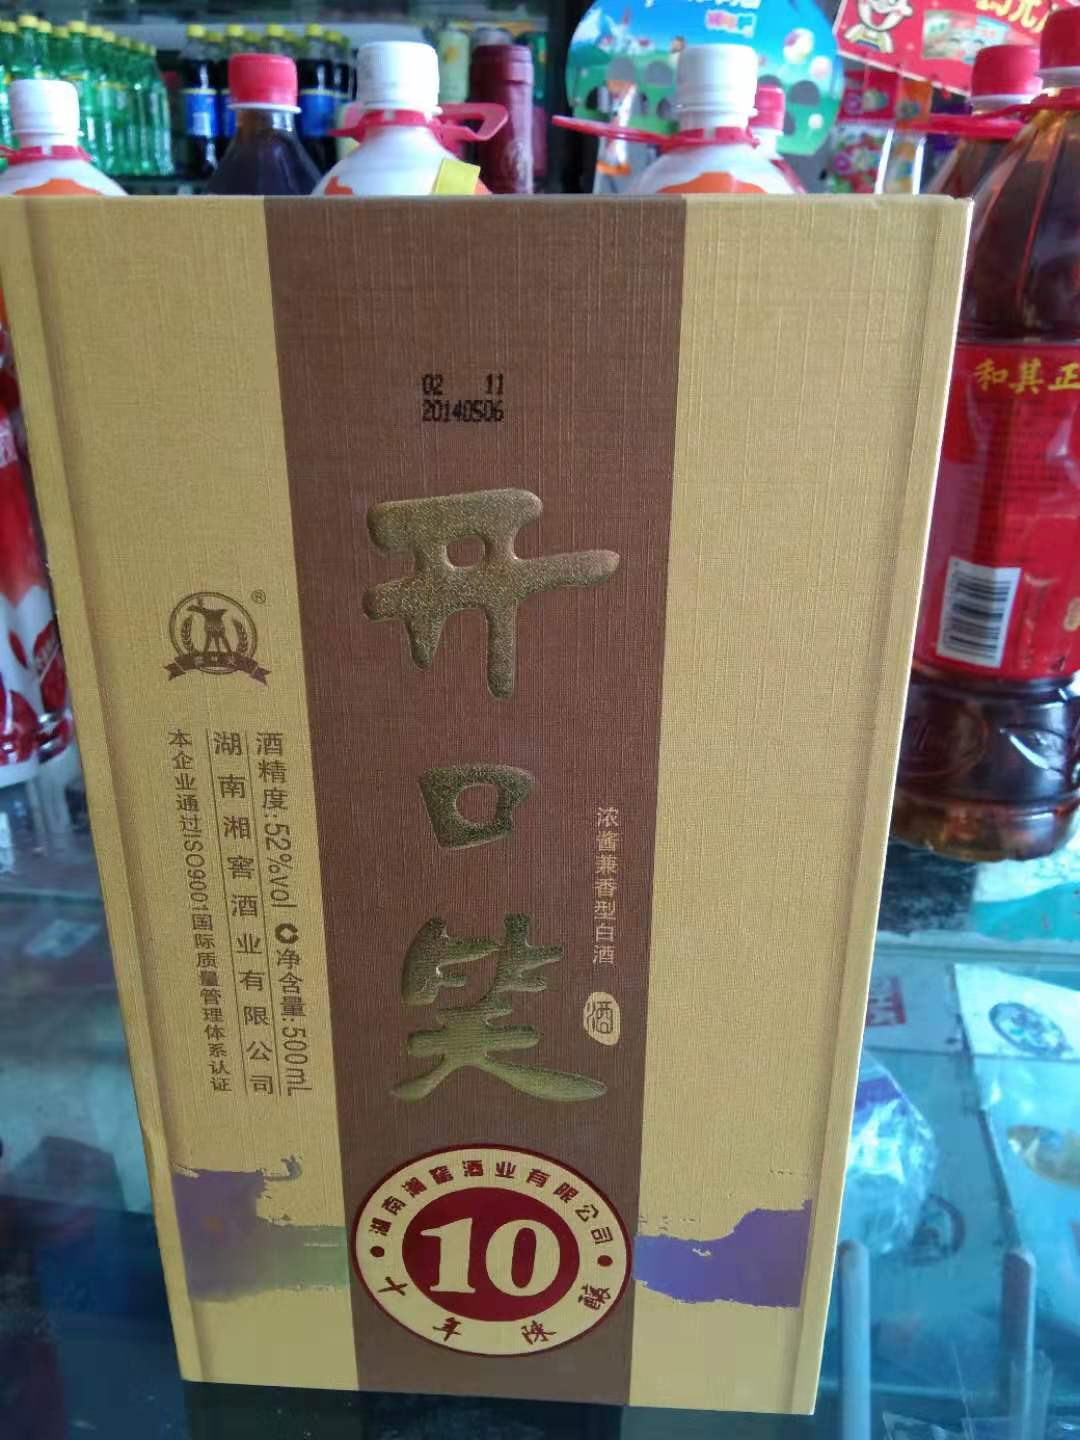 02 11
20140506
开口笑
浓酱兼香型白酒
酒
酒精度:52%vol 净含量:500mL
湖南湘窖酒业有限公司
本企业通过ISO9001国际质量管理体系认证
®
湖南湘窖酒业有限公司
10
十年陈酿
和其正